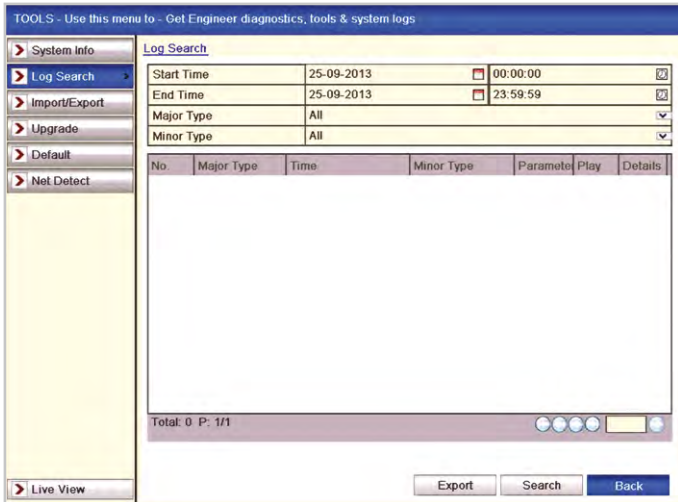 TOOLS - Use this menu to - Get Engineer diagnostics, tools & system logs
System Info
Log Search
Import/Export
Upgrade
Default
Net Detect
Live View
Log Search
Start Time 25-09-2013 00:00:00
End Time 25-09-2013 23:59:59
Major Type All
Minor Type All
No. Major Type Time Minor Type Parameter Play Details
Total: 0 P: 1/1
Export Search Back